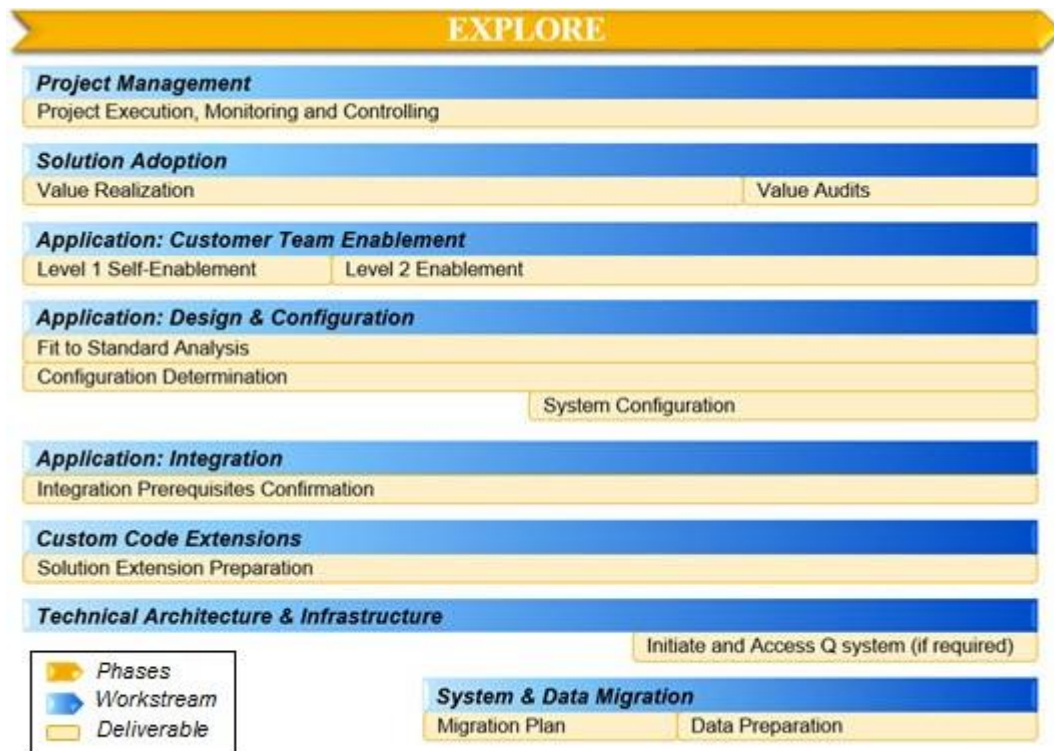 EXPLORE
Project Management
Project Execution, Monitoring and Controlling
Solution Adoption
Value Realization
Value Audits
Application: Customer Team Enablement
Level 1 Self-Enablement
Level 2 Enablement
Application: Design & Configuration
Fit to Standard Analysis
Configuration Determination
System Configuration
Application: Integration
Integration Prerequisites Confirmation
Custom Code Extensions
Solution Extension Preparation
Technical Architecture & Infrastructure
Initiate and Access Q system (if required)
Phases
Workstream
Deliverable
System & Data Migration
Migration Plan
Data Preparation